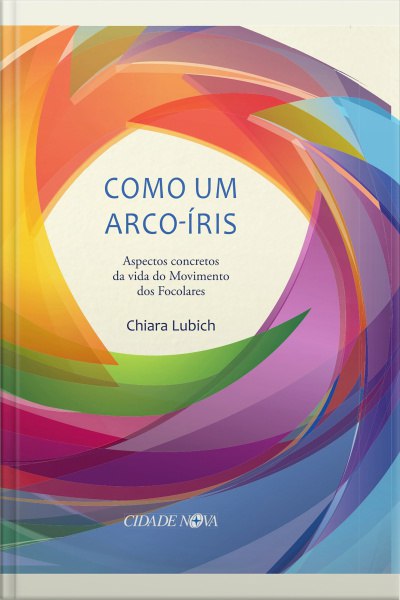 COMO UM
ARCO-ÍRIS
Aspectos concretos
da vida do Movimento
dos Focolares
Chiara Lubich
CIDADE NOVA